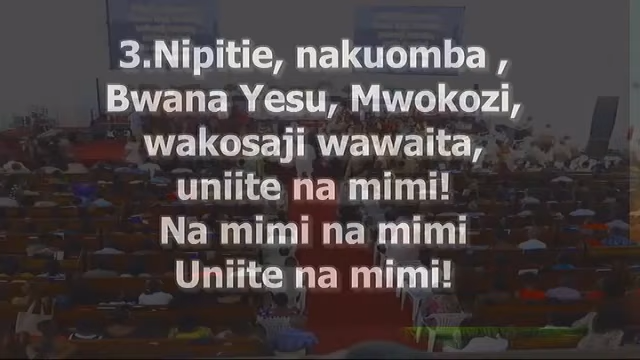 3.Nipitie, nakuomba ,
Bwana Yesu, Mwokozi,
wakosaji wawaita,
uniite na mimi!
Na mimi na mimi
Uniite na mimi!